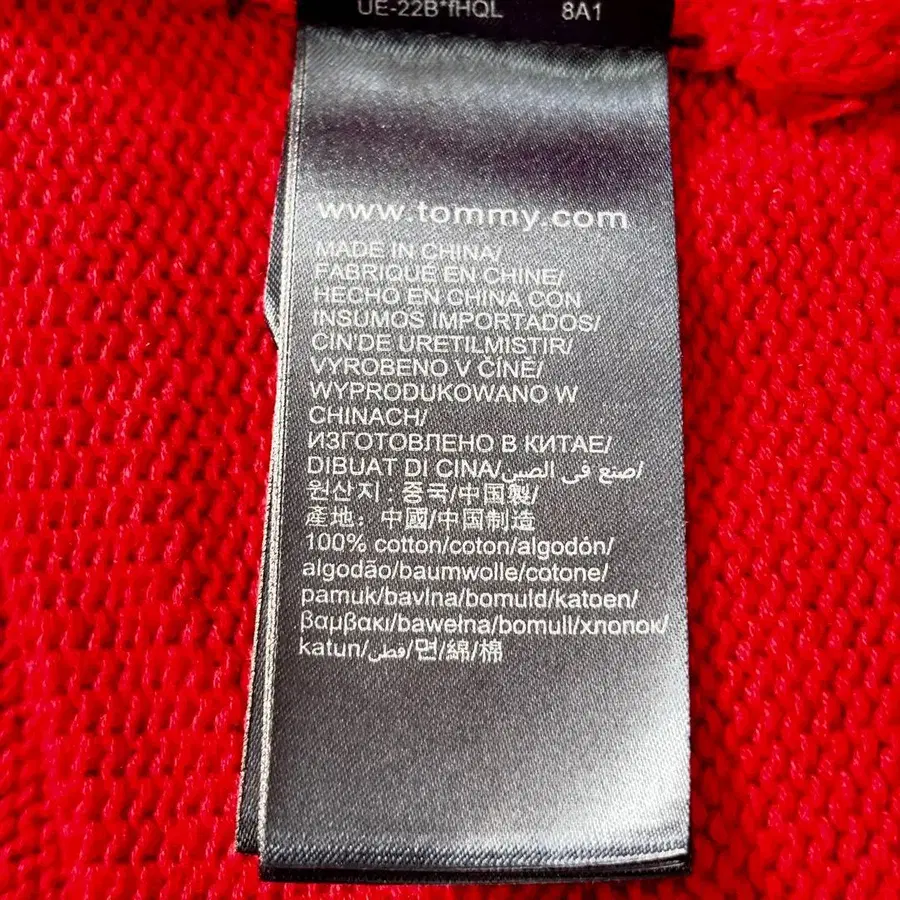 UE-22B*fHQL 8A1
www.tommy.com
MADE IN CHINA/
FABRIQUÉ EN CHINE/
HECHO EN CHINA CON
INSUMOS IMPORTADOS/
CIN'DE URETILMISTIR/
VYROBENO V ČÍNĚ/
WYPRODUKOWANO W
CHINACH/
ИЗГОТОВЛЕНО В КИТАЕ/
DIBUAT DI CINA/صنع في الصين/
원산지 : 중국/中国製/
產地: 中國/中国制造
100% cotton/coton/algodón/
algodão/baumwolle/cotone/
pamuk/bavlna/bomuld/katoen/
βαμβακι/bawełna/bomull/хлопок/
katun/قطن/면/綿/棉